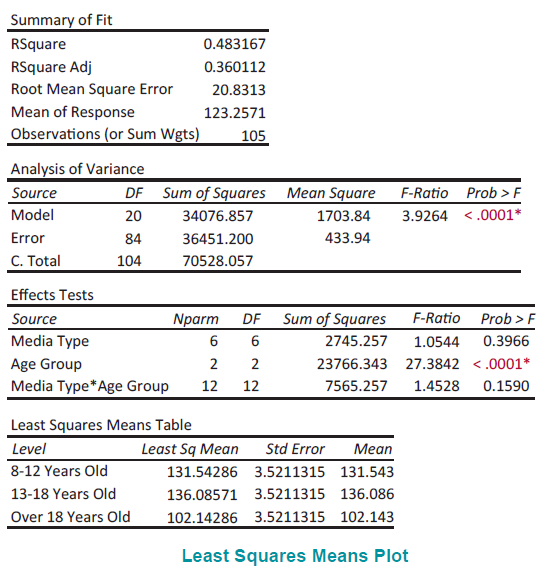 Summary of Fit
RSquare 0.483167
RSquare Adj 0.360112
Root Mean Square Error 20.8313
Mean of Response 123.2571
Observations (or Sum Wgts) 105
Analysis of Variance
Source DF Sum of Squares Mean Square F-Ratio Prob > F
Model 20 34076.857 1703.84 3.9264 < .0001*
Error 84 36451.200 433.94
C. Total 104 70528.057
Effects Tests
Source Nparm DF Sum of Squares F-Ratio Prob > F
Media Type 6 6 2745.257 1.0544 0.3966
Age Group 2 2 23766.343 27.3842 < .0001*
Media Type*Age Group 12 12 7565.257 1.4528 0.1590
Least Squares Means Table
Level Least Sq Mean Std Error Mean
8-12 Years Old 131.54286 3.5211315 131.543
13-18 Years Old 136.08571 3.5211315 136.086
Over 18 Years Old 102.14286 3.5211315 102.143
Least Squares Means Plot